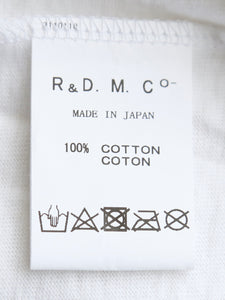 R & D. M. Co-
MADE IN JAPAN
100% COTTON
COTON